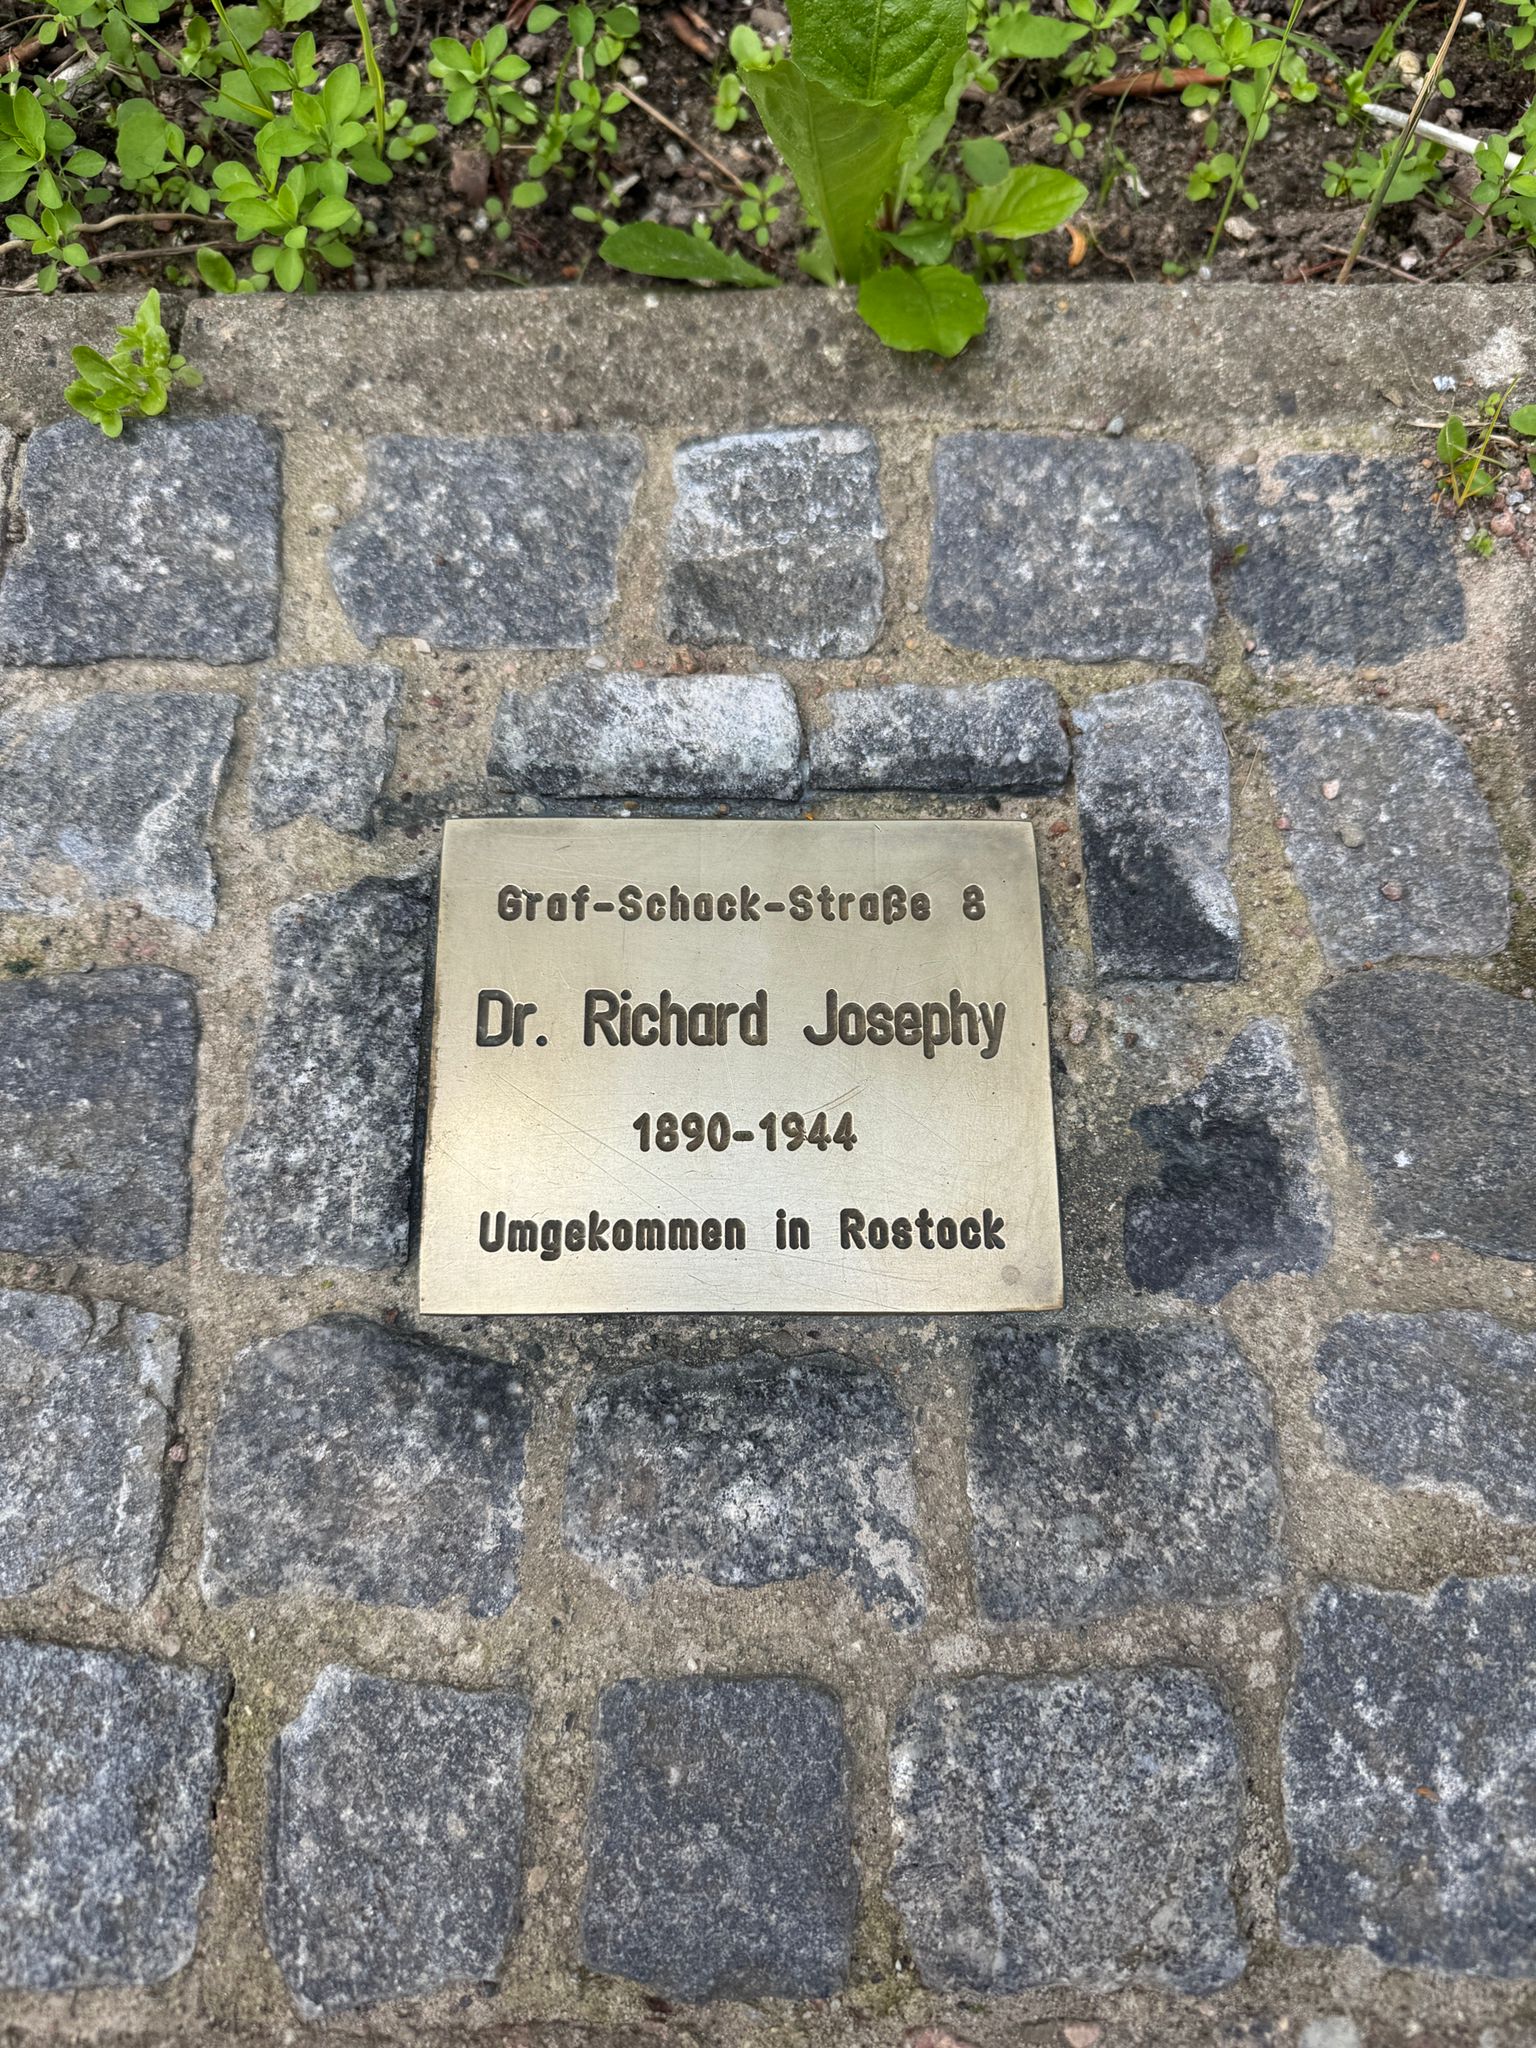 Graf-Schack-Straße 8
Dr. Richard Josephy
1890-1944
Umgekommen in Rostock